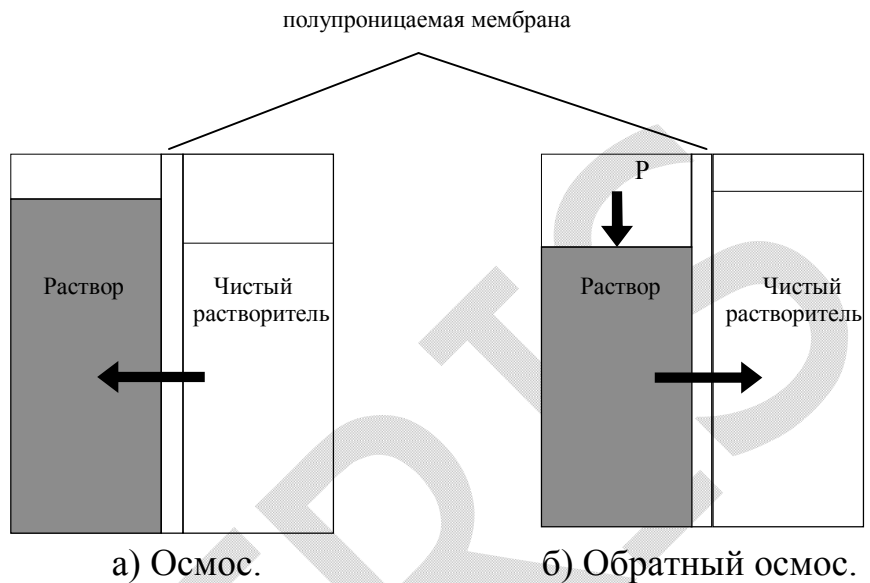 полупроницаемая мембрана
P
Раствор
Чистый
растворитель
Раствор
Чистый
растворитель
а) Осмос.
б) Обратный осмос.